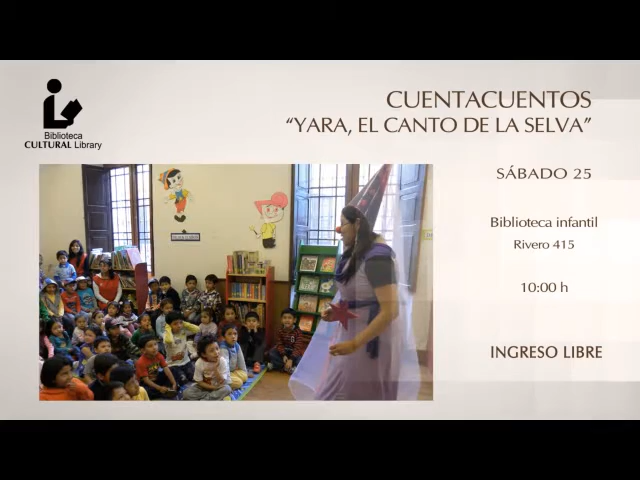 Biblioteca
CULTURAL Library
CUENTACUENTOS
“YARA, EL CANTO DE LA SELVA”
SÁBADO 25
Biblioteca infantil
Rivero 415
10:00 h
INGRESO LIBRE